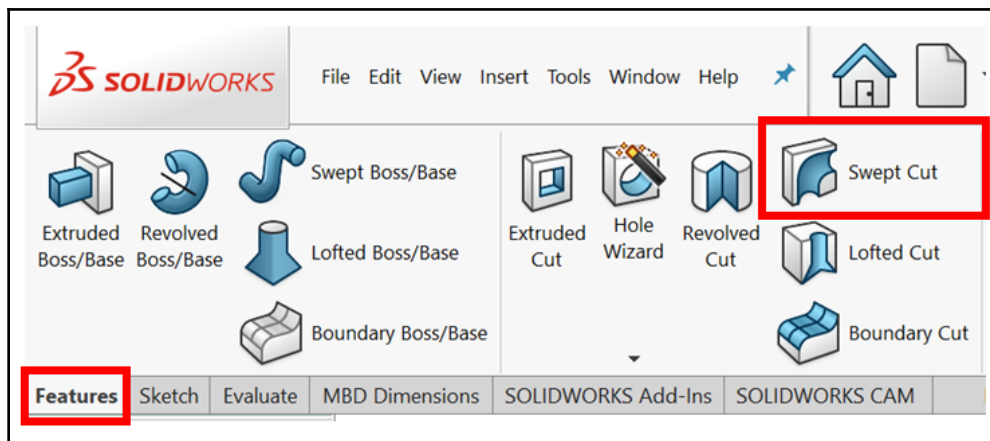 SOLIDWORKS File Edit View Insert Tools Window Help
Swept Boss/Base
Swept Cut
Extruded Boss/Base
Revolved Boss/Base
Lofted Boss/Base
Extruded Cut
Hole Wizard
Revolved Cut
Lofted Cut
Boundary Boss/Base
Boundary Cut
Features Sketch Evaluate MBD Dimensions SOLIDWORKS Add-Ins SOLIDWORKS CAM